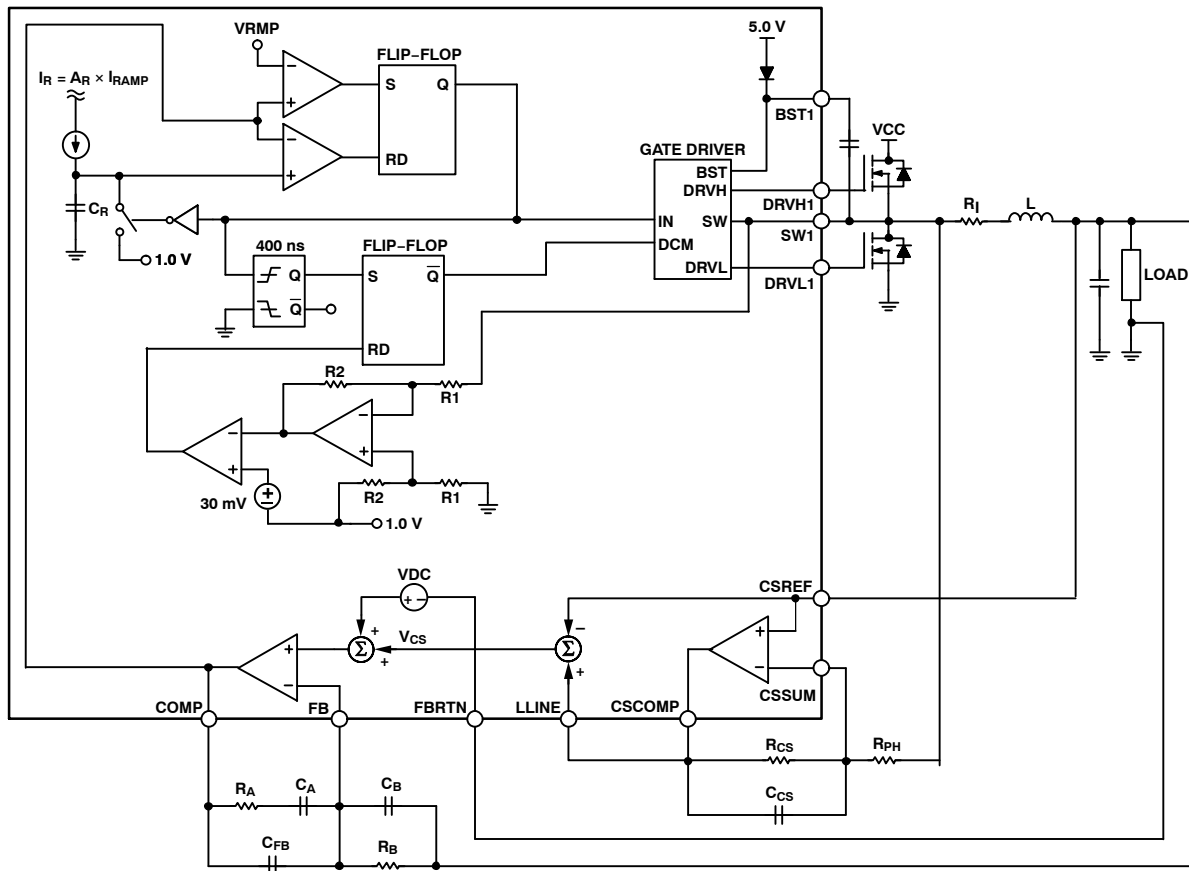 VRMP
5.0 V
FLIP–FLOP
I_R = A_R × I_RAMP
S
Q
BST1
VCC
GATE DRIVER
RD
BST
DRVH
DRVH1
C_R
IN
SW
SW1
R_I
L
1.0 V
400 ns
FLIP–FLOP
DCM
Q
S
Q̅
DRVL
DRVL1
LOAD
Q̅
RD
R2
R1
30 mV
R2
R1
1.0 V
VDC
CSREF
V_CS
Σ
Σ
COMP
FB
FBRTN
LLINE
CSCOMP
CSSUM
R_CS
R_PH
R_A
C_A
C_B
C_CS
C_FB
R_B